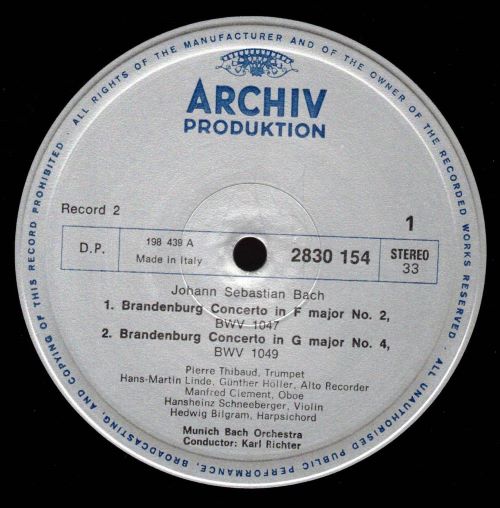 ALL RIGHTS OF THE MANUFACTURER AND OF THE OWNER OF THE RECORDED WORKS RESERVED · ALL UNAUTHORISED PUBLIC PERFORMANCE, BROADCASTING, AND COPYING OF THIS RECORD PROHIBITED ·
ARCHIV
PRODUKTION
Record 2
1
D.P.
198 439 A
Made in Italy
2830 154
STEREO
33
Johann Sebastian Bach
1. Brandenburg Concerto in F major No. 2,
BWV 1047
2. Brandenburg Concerto in G major No. 4,
BWV 1049
Pierre Thibaud, Trumpet
Hans-Martin Linde, Günther Höller, Alto Recorder
Manfred Clement, Oboe
Hansheinz Schneeberger, Violin
Hedwig Bilgram, Harpsichord
Munich Bach Orchestra
Conductor: Karl Richter